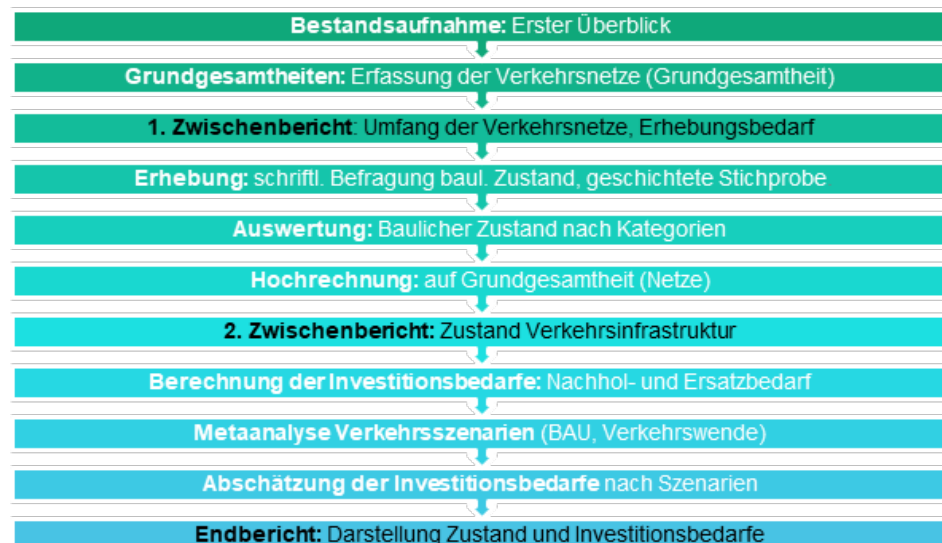 Bestandsaufnahme: Erster Überblick
Grundgesamtheiten: Erfassung der Verkehrsnetze (Grundgesamtheit)
1. Zwischenbericht: Umfang der Verkehrsnetze, Erhebungsbedarf
Erhebung: schriftl. Befragung baul. Zustand, geschichtete Stichprobe
Auswertung: Baulicher Zustand nach Kategorien
Hochrechnung: auf Grundgesamtheit (Netze)
2. Zwischenbericht: Zustand Verkehrsinfrastruktur
Berechnung der Investitionsbedarfe: Nachhol- und Ersatzbedarf
Metaanalyse Verkehrsszenarien (BAU, Verkehrswende)
Abschätzung der Investitionsbedarfe nach Szenarien
Endbericht: Darstellung Zustand und Investitionsbedarfe